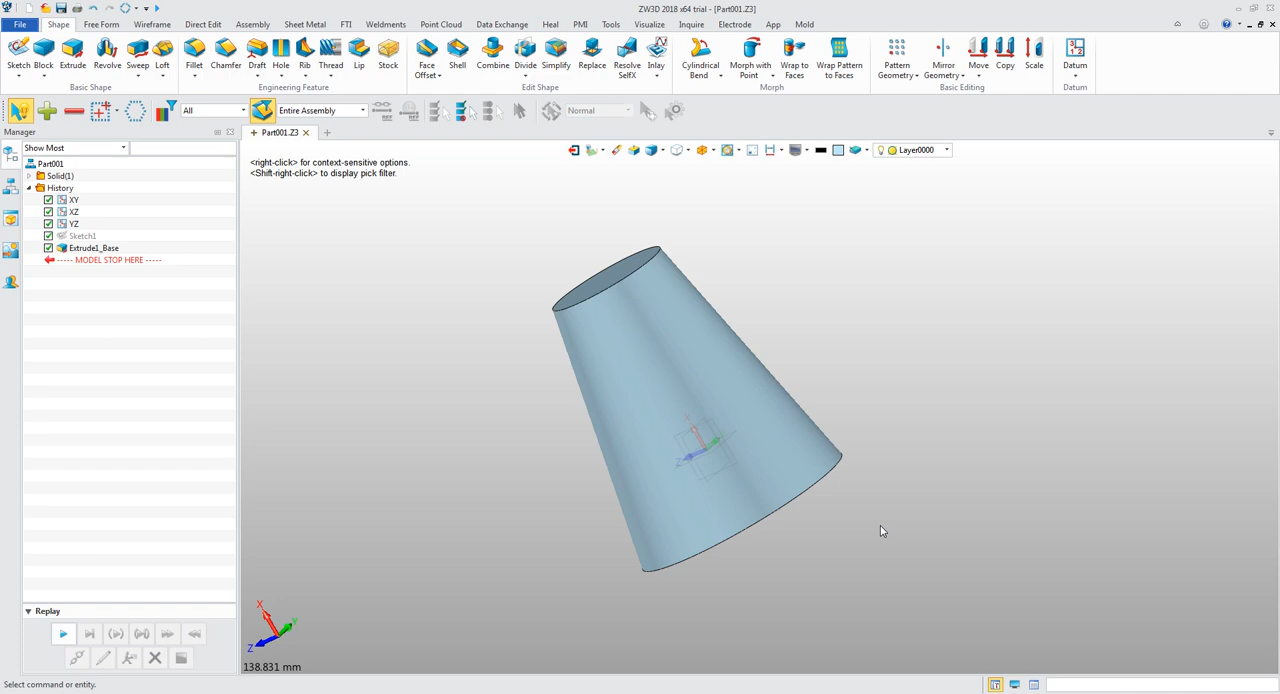 ZW3D 2018 x64 trial - [Part001.Z3]
File Shape Free Form Wireframe Direct Edit Assembly Sheet Metal FTI Weldments Point Cloud Data Exchange Heal PMI Tools Visualize Inquire Electrode App Mold
Sketch Block Extrude Revolve Sweep Loft Fillet Chamfer Draft Hole Rib Thread Lip Stock Face Offset Shell Combine Divide Simplify Replace Resolve SelfX Inlay Cylindrical Bend Morph with Point Wrap to Faces Wrap Pattern to Faces Pattern Geometry Mirror Geometry Move Copy Scale Datum
Basic Shape Engineering Feature Edit Shape Morph Basic Editing Datum
All Entire Assembly Normal
Manager Part001.Z3
Show Most Layer0000
Part001
Solid(1)
History
XY
XZ
YZ
Sketch1
Extrude1_Base
----- MODEL STOP HERE -----
<right-click> for context-sensitive options.
<Shift-right-click> to display pick filter.
X
Y
Z
X
Y
Z
Replay
138.831 mm
Select command or entity.